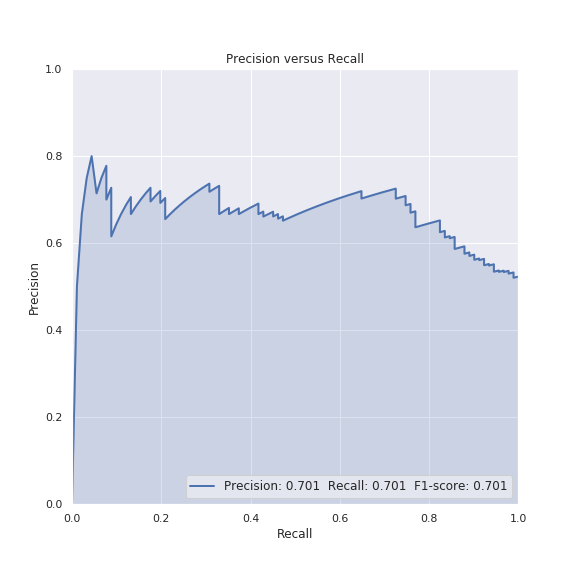 Precision versus Recall
1.0
0.8
0.6
0.4
0.2
0.0
Precision
Precision: 0.701  Recall: 0.701  F1-score: 0.701
0.0 0.2 0.4 0.6 0.8 1.0
Recall